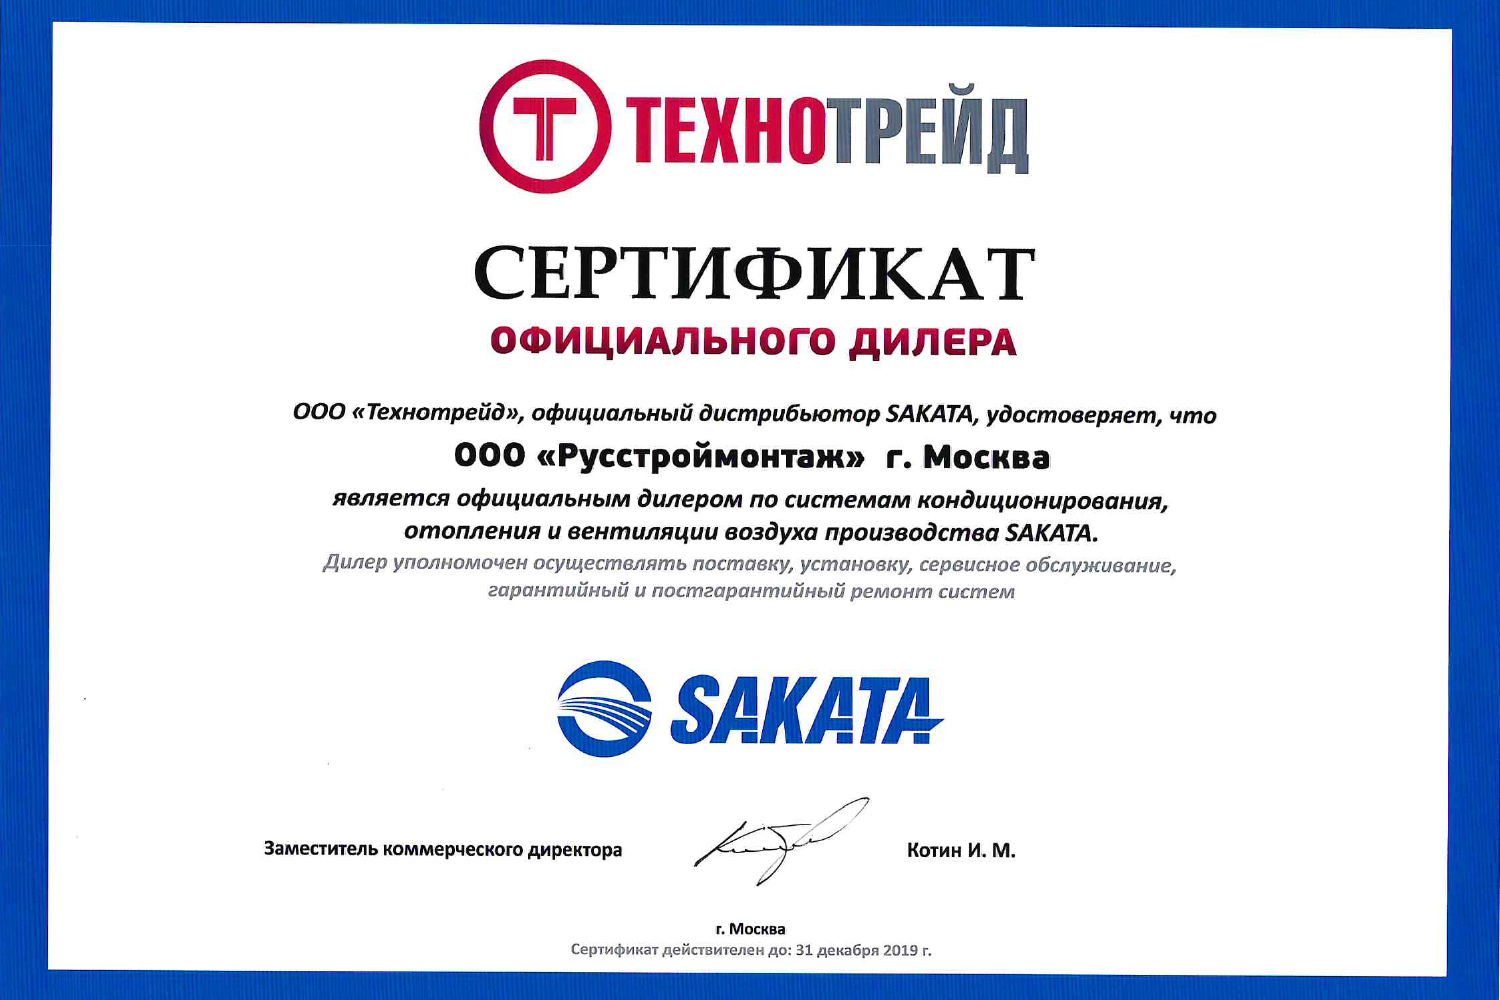 ТЕХНОТРЕЙД
СЕРТИФИКАТ
ОФИЦИАЛЬНОГО ДИЛЕРА
ООО «Технотрейд», официальный дистрибьютор SAKATA, удостоверяет, что
ООО «Русстроймонтаж» г. Москва
является официальным дилером по системам кондиционирования,
отопления и вентиляции воздуха производства SAKATA.
Дилер уполномочен осуществлять поставку, установку, сервисное обслуживание,
гарантийный и постгарантийный ремонт систем
SAKATA
Заместитель коммерческого директора Котин И. М.
г. Москва
Сертификат действителен до: 31 декабря 2019 г.